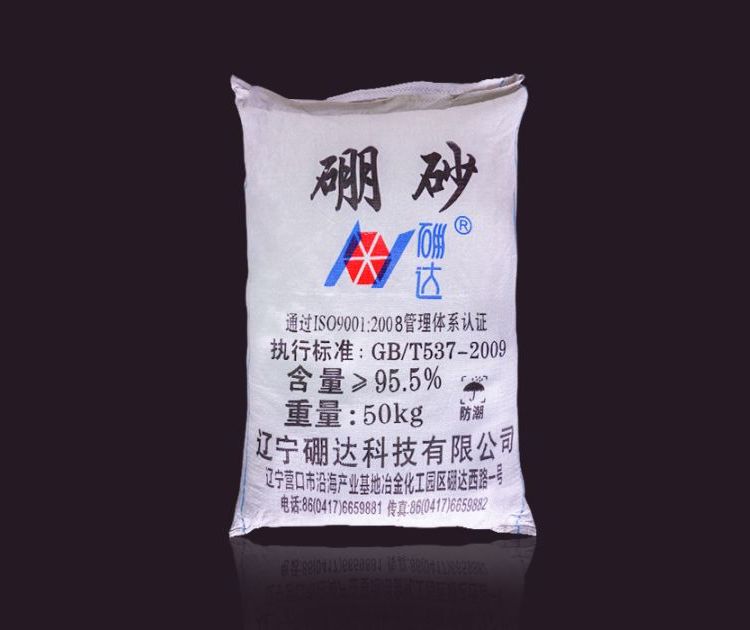 硼砂
硼达®
通过ISO9001:2008管理体系认证
执行标准:GB/T537-2009
含量≥95.5%
重量:50kg
防潮
辽宁硼达科技有限公司
辽宁营口市沿海产业基地冶金化工园区硼达西路一号
电话:86(0417)6659881 传真:86(0417)6659882